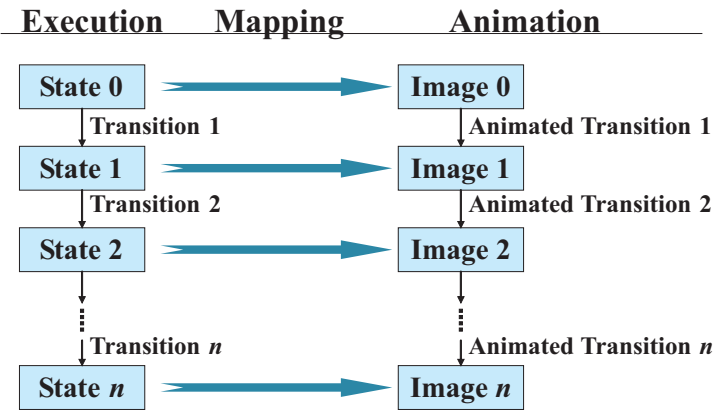 Execution Mapping Animation
State 0 Image 0
Transition 1 Animated Transition 1
State 1 Image 1
Transition 2 Animated Transition 2
State 2 Image 2
Transition n Animated Transition n
State n Image n